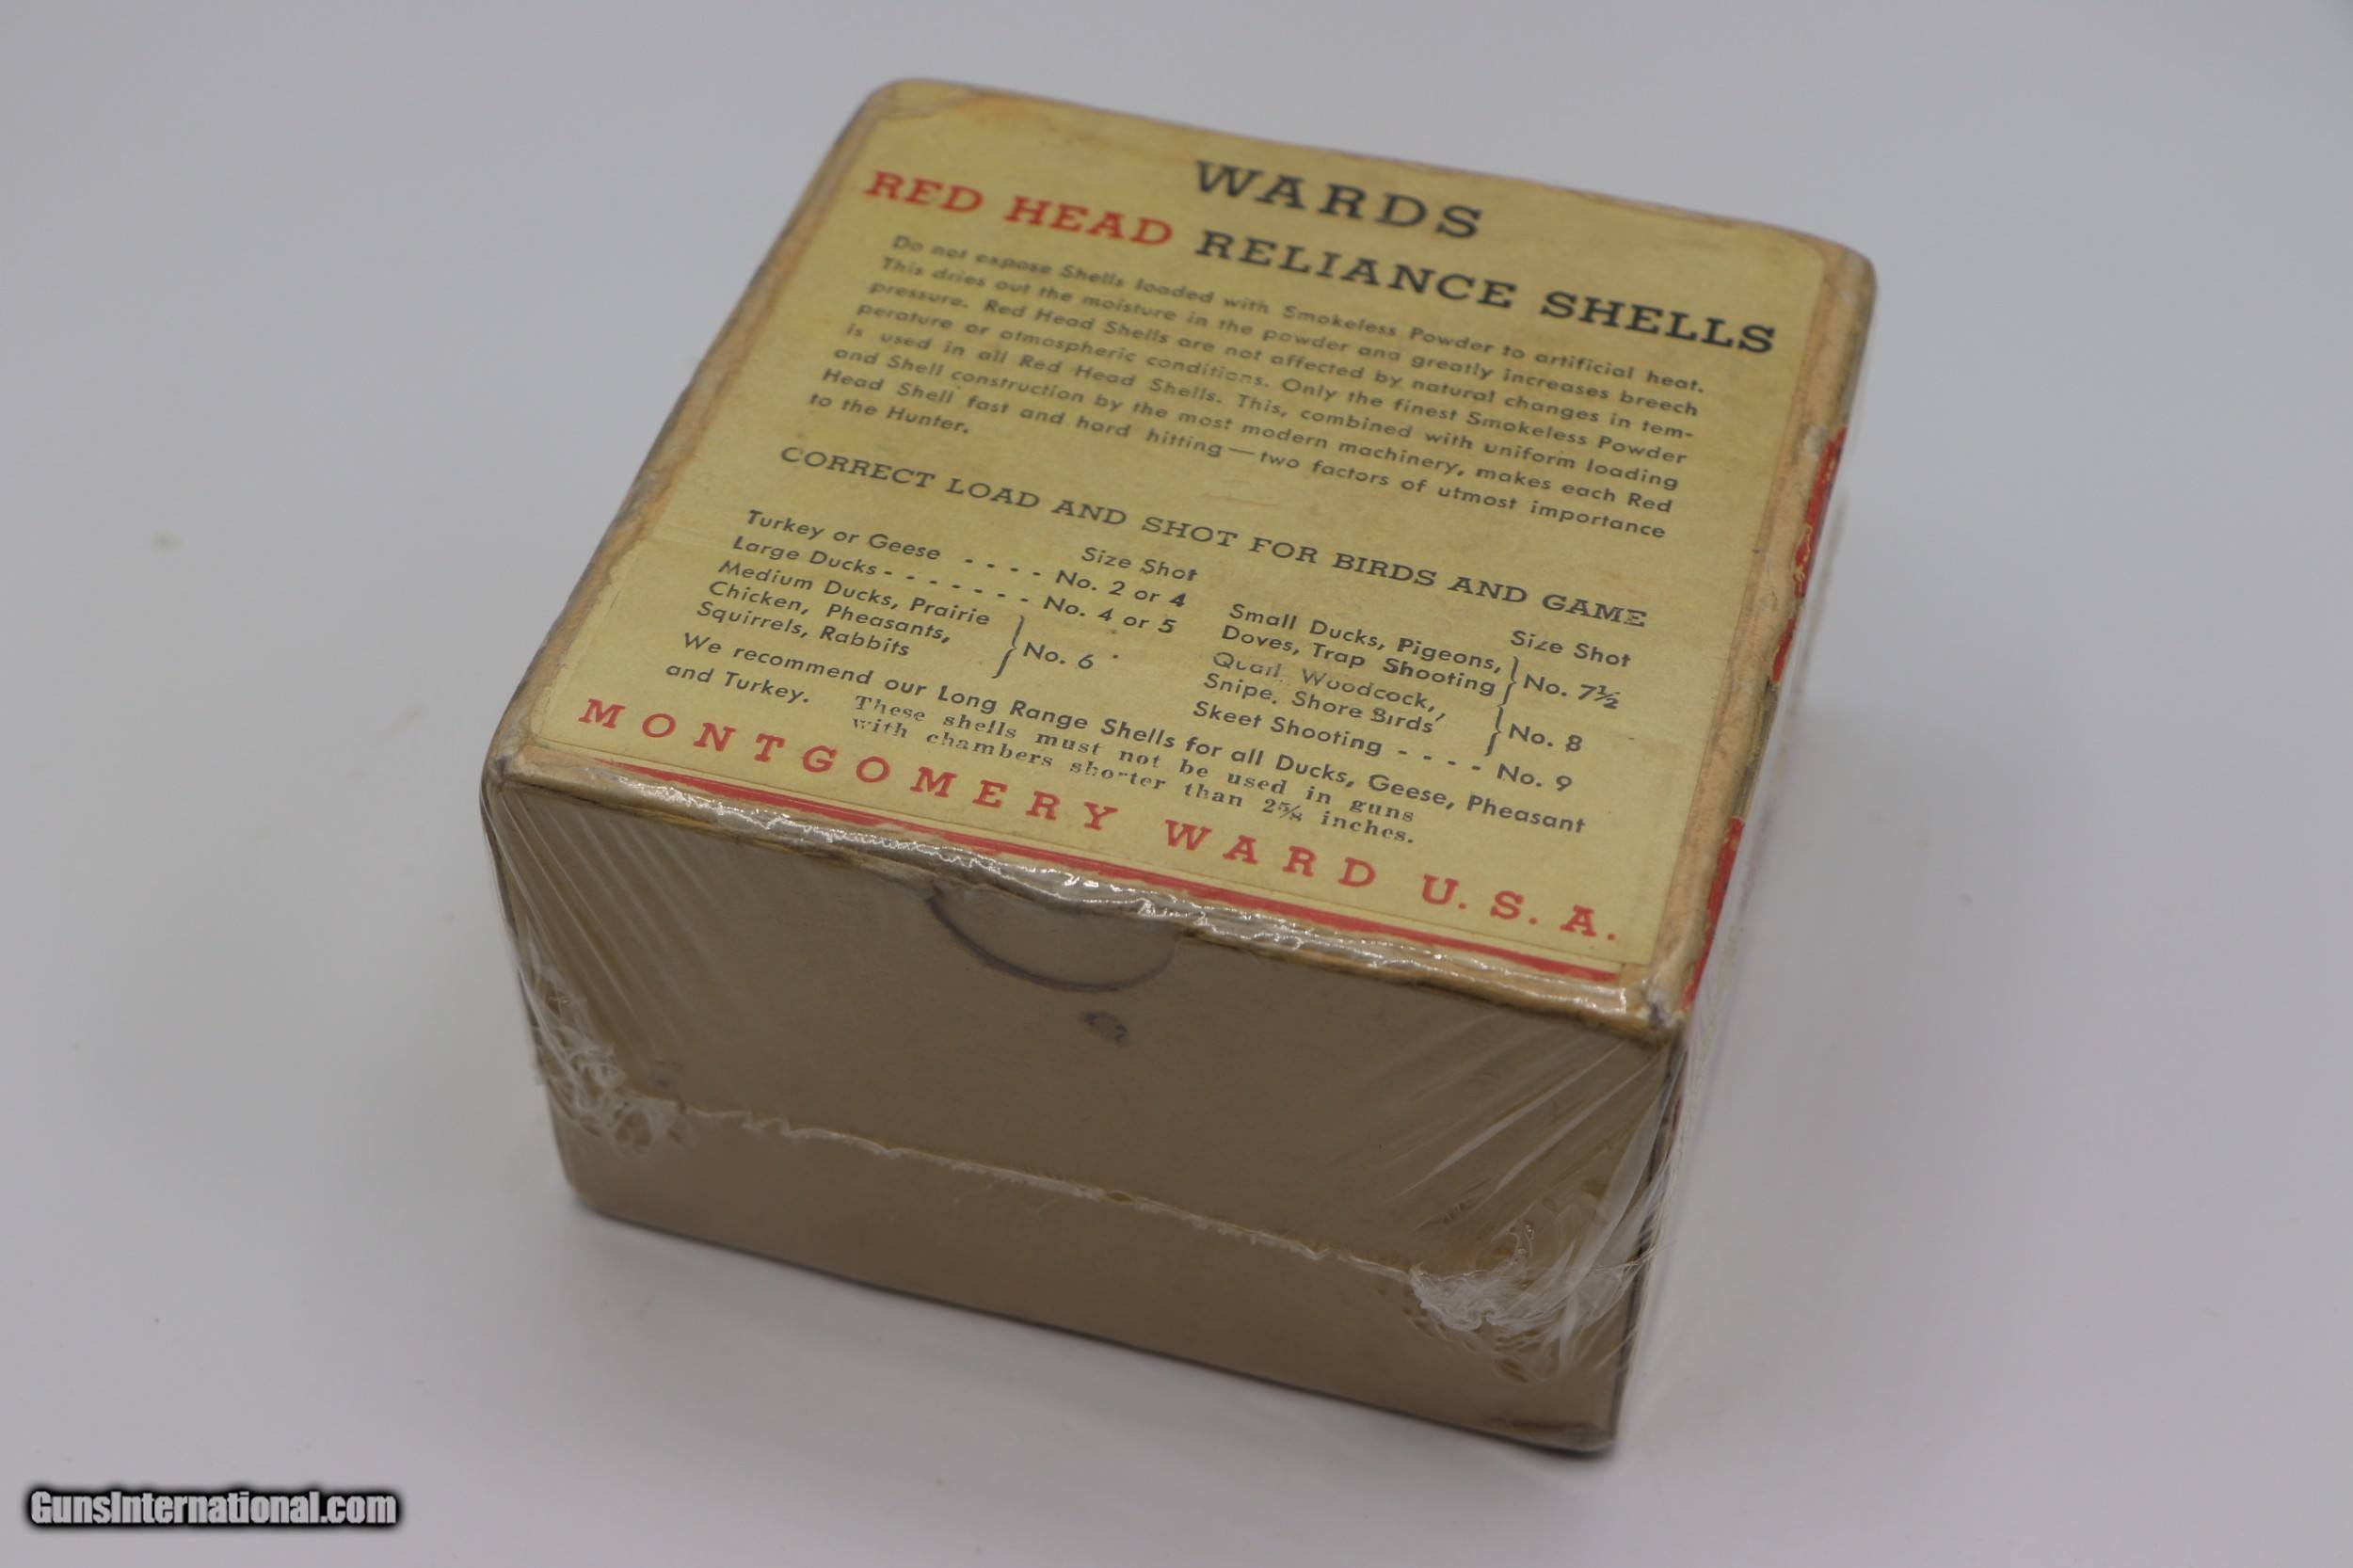 WARDS
RED HEAD RELIANCE SHELLS
Do not expose Shells loaded with Smokeless Powder to artificial heat.
This dries out the moisture in the powder and greatly increases breech
pressure. Red Head Shells are not affected by natural changes in tem-
perature or atmospheric conditions. Only the finest Smokeless Powder
is used in all Red Head Shells. This, combined with uniform loading
and Shell construction by the most modern machinery, makes each Red
Head Shell fast and hard hitting — two factors of utmost importance
to the Hunter.
CORRECT LOAD AND SHOT FOR BIRDS AND GAME
Size Shot
Turkey or Geese - - - - No. 2 or 4
Large Ducks - - - - - - - No. 4 or 5
Medium Ducks, Prairie
Chicken, Pheasants,
Squirrels, Rabbits } No. 6
Size Shot
Small Ducks, Pigeons,
Doves, Trap Shooting } No. 7½
Quail, Woodcock,
Snipe, Shore Birds } No. 8
Skeet Shooting - - - - No. 9
We recommend our Long Range Shells for all Ducks, Geese, Pheasant
and Turkey.
These shells must not be used in guns
with chambers shorter than 2⅝ inches.
MONTGOMERY WARD U.S.A.
GunsInternational.com